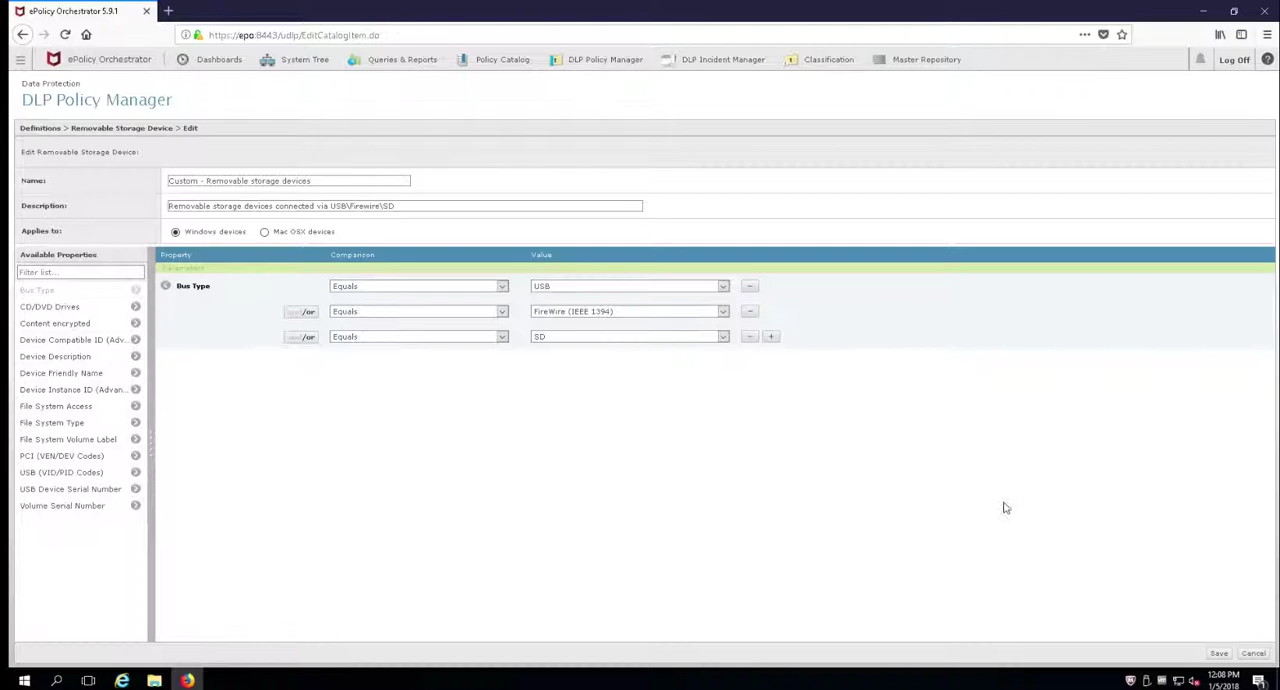 ePolicy Orchestrator 5.9.1
https://epo:8443/udlp/EditCatalogItem.do
ePolicy Orchestrator Dashboards System Tree Queries & Reports Policy Catalog DLP Policy Manager DLP Incident Manager Classification Master Repository Log Off
Data Protection
DLP Policy Manager
Definitions > Removable Storage Device > Edit
Edit Removable Storage Device:
Name: Custom - Removable storage devices
Description: Removable storage devices connected via USB\Firewire\SD
Applies to: Windows devices Mac OSX devices
Available Properties Property Comparison Value
Filter list...
Bus Type Bus Type Equals USB
CD/DVD Drives /or Equals FireWire (IEEE 1394)
Content encrypted
Device Compatible ID (Adv... /or Equals SD
Device Description
Device Friendly Name
Device Instance ID (Advan...
File System Access
File System Type
File System Volume Label
PCI (VEN/DEV Codes)
USB (VID/PID Codes)
USB Device Serial Number
Volume Serial Number
Save Cancel
12:08 PM
1/5/2018